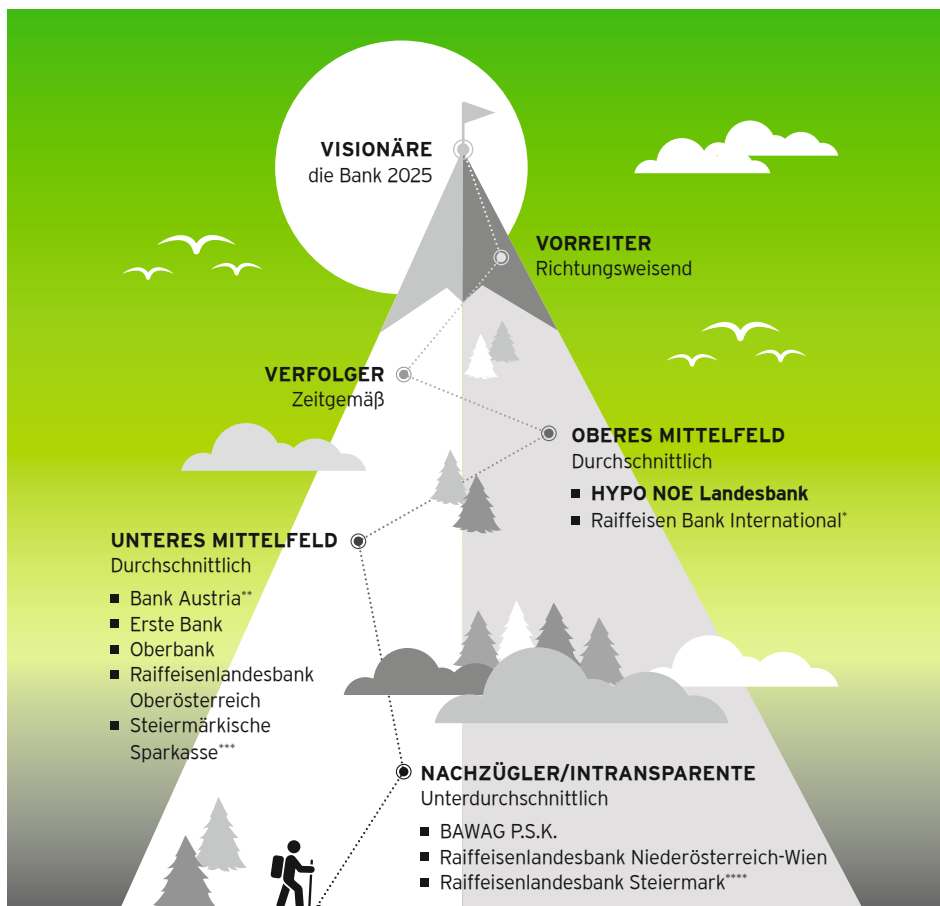 VISIONÄRE
die Bank 2025
VORREITER
Richtungsweisend
VERFOLGER
Zeitgemäß
OBERES MITTELFELD
Durchschnittlich
■ HYPO NOE Landesbank
■ Raiffeisen Bank International*
UNTERES MITTELFELD
Durchschnittlich
■ Bank Austria**
■ Erste Bank
■ Oberbank
■ Raiffeisenlandesbank
Oberösterreich
■ Steiermärkische
Sparkasse***
NACHZÜGLER/INTRANSPARENTE
Unterdurchschnittlich
■ BAWAG P.S.K.
■ Raiffeisenlandesbank Niederösterreich-Wien
■ Raiffeisenlandesbank Steiermark****